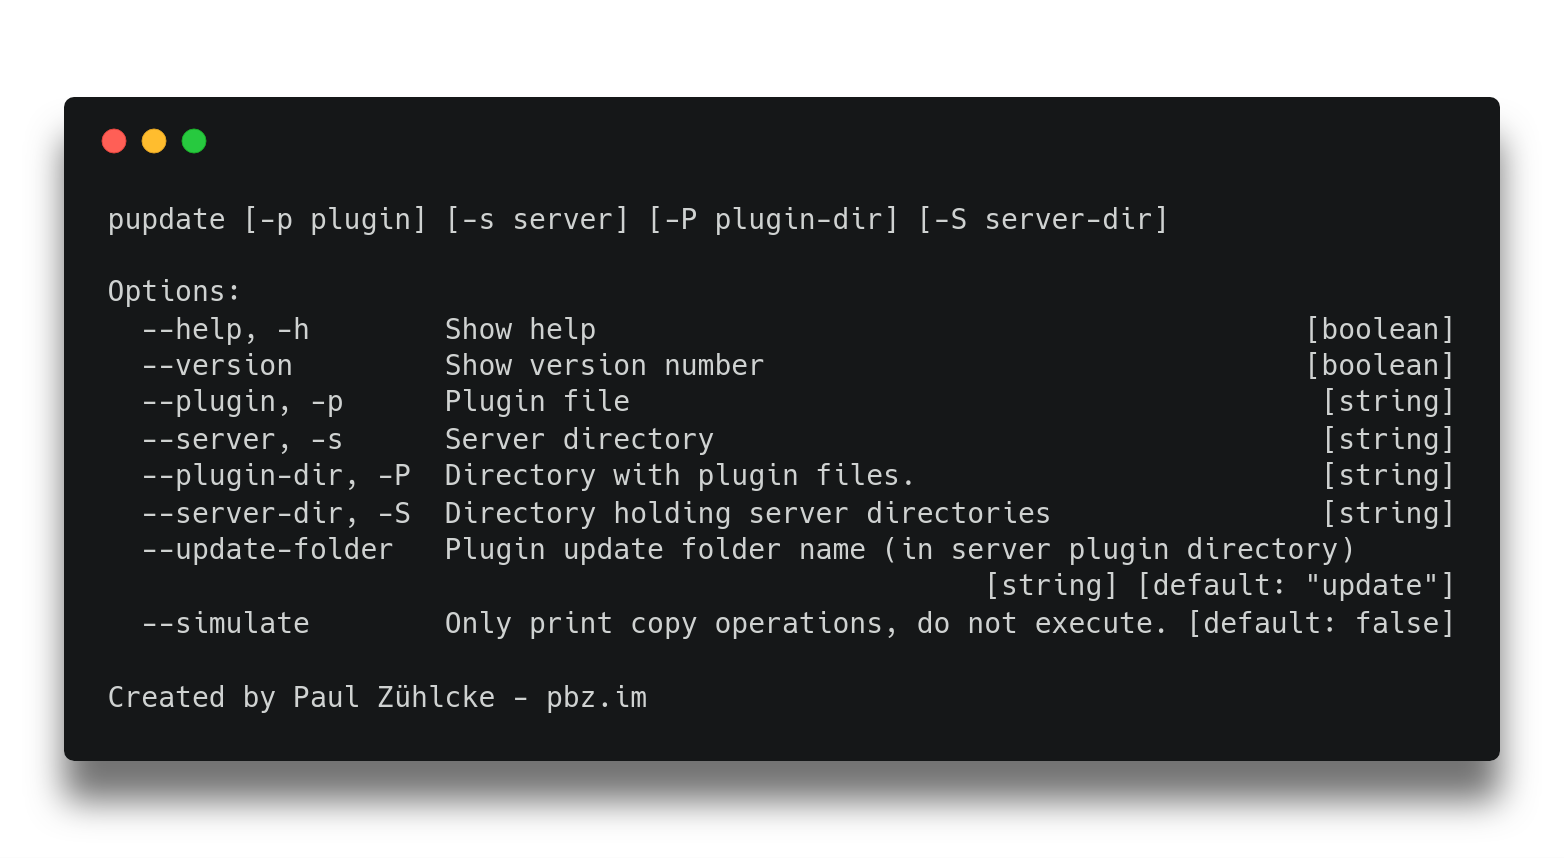 pupdate [-p plugin] [-s server] [-P plugin-dir] [-S server-dir]

Options:
  --help, -h        Show help                                          [boolean]
  --version         Show version number                                [boolean]
  --plugin, -p      Plugin file                                         [string]
  --server, -s      Server directory                                    [string]
  --plugin-dir, -P  Directory with plugin files.                        [string]
  --server-dir, -S  Directory holding server directories                [string]
  --update-folder   Plugin update folder name (in server plugin directory)
                                                    [string] [default: "update"]
  --simulate        Only print copy operations, do not execute. [default: false]

Created by Paul Zühlcke - pbz.im